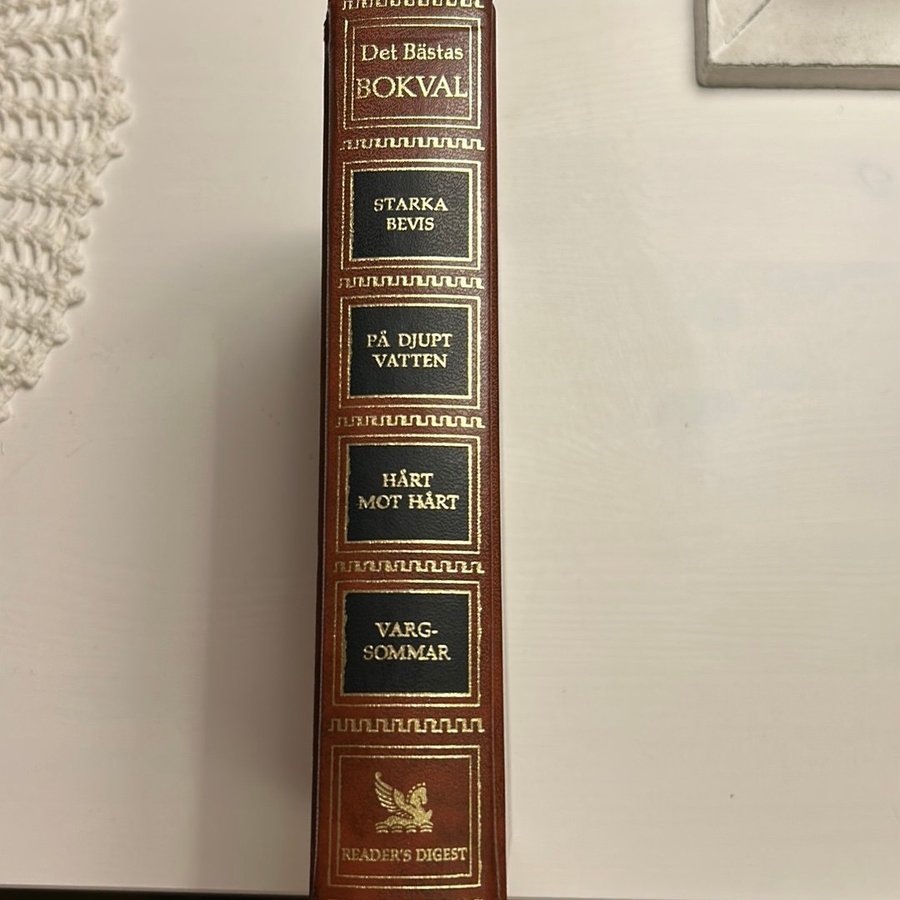 Det Bästas
BOKVAL
STARKA
BEVIS
PÅ DJUPT
VATTEN
HÅRT
MOT HÅRT
VARG-
SOMMAR
READER'S DIGEST